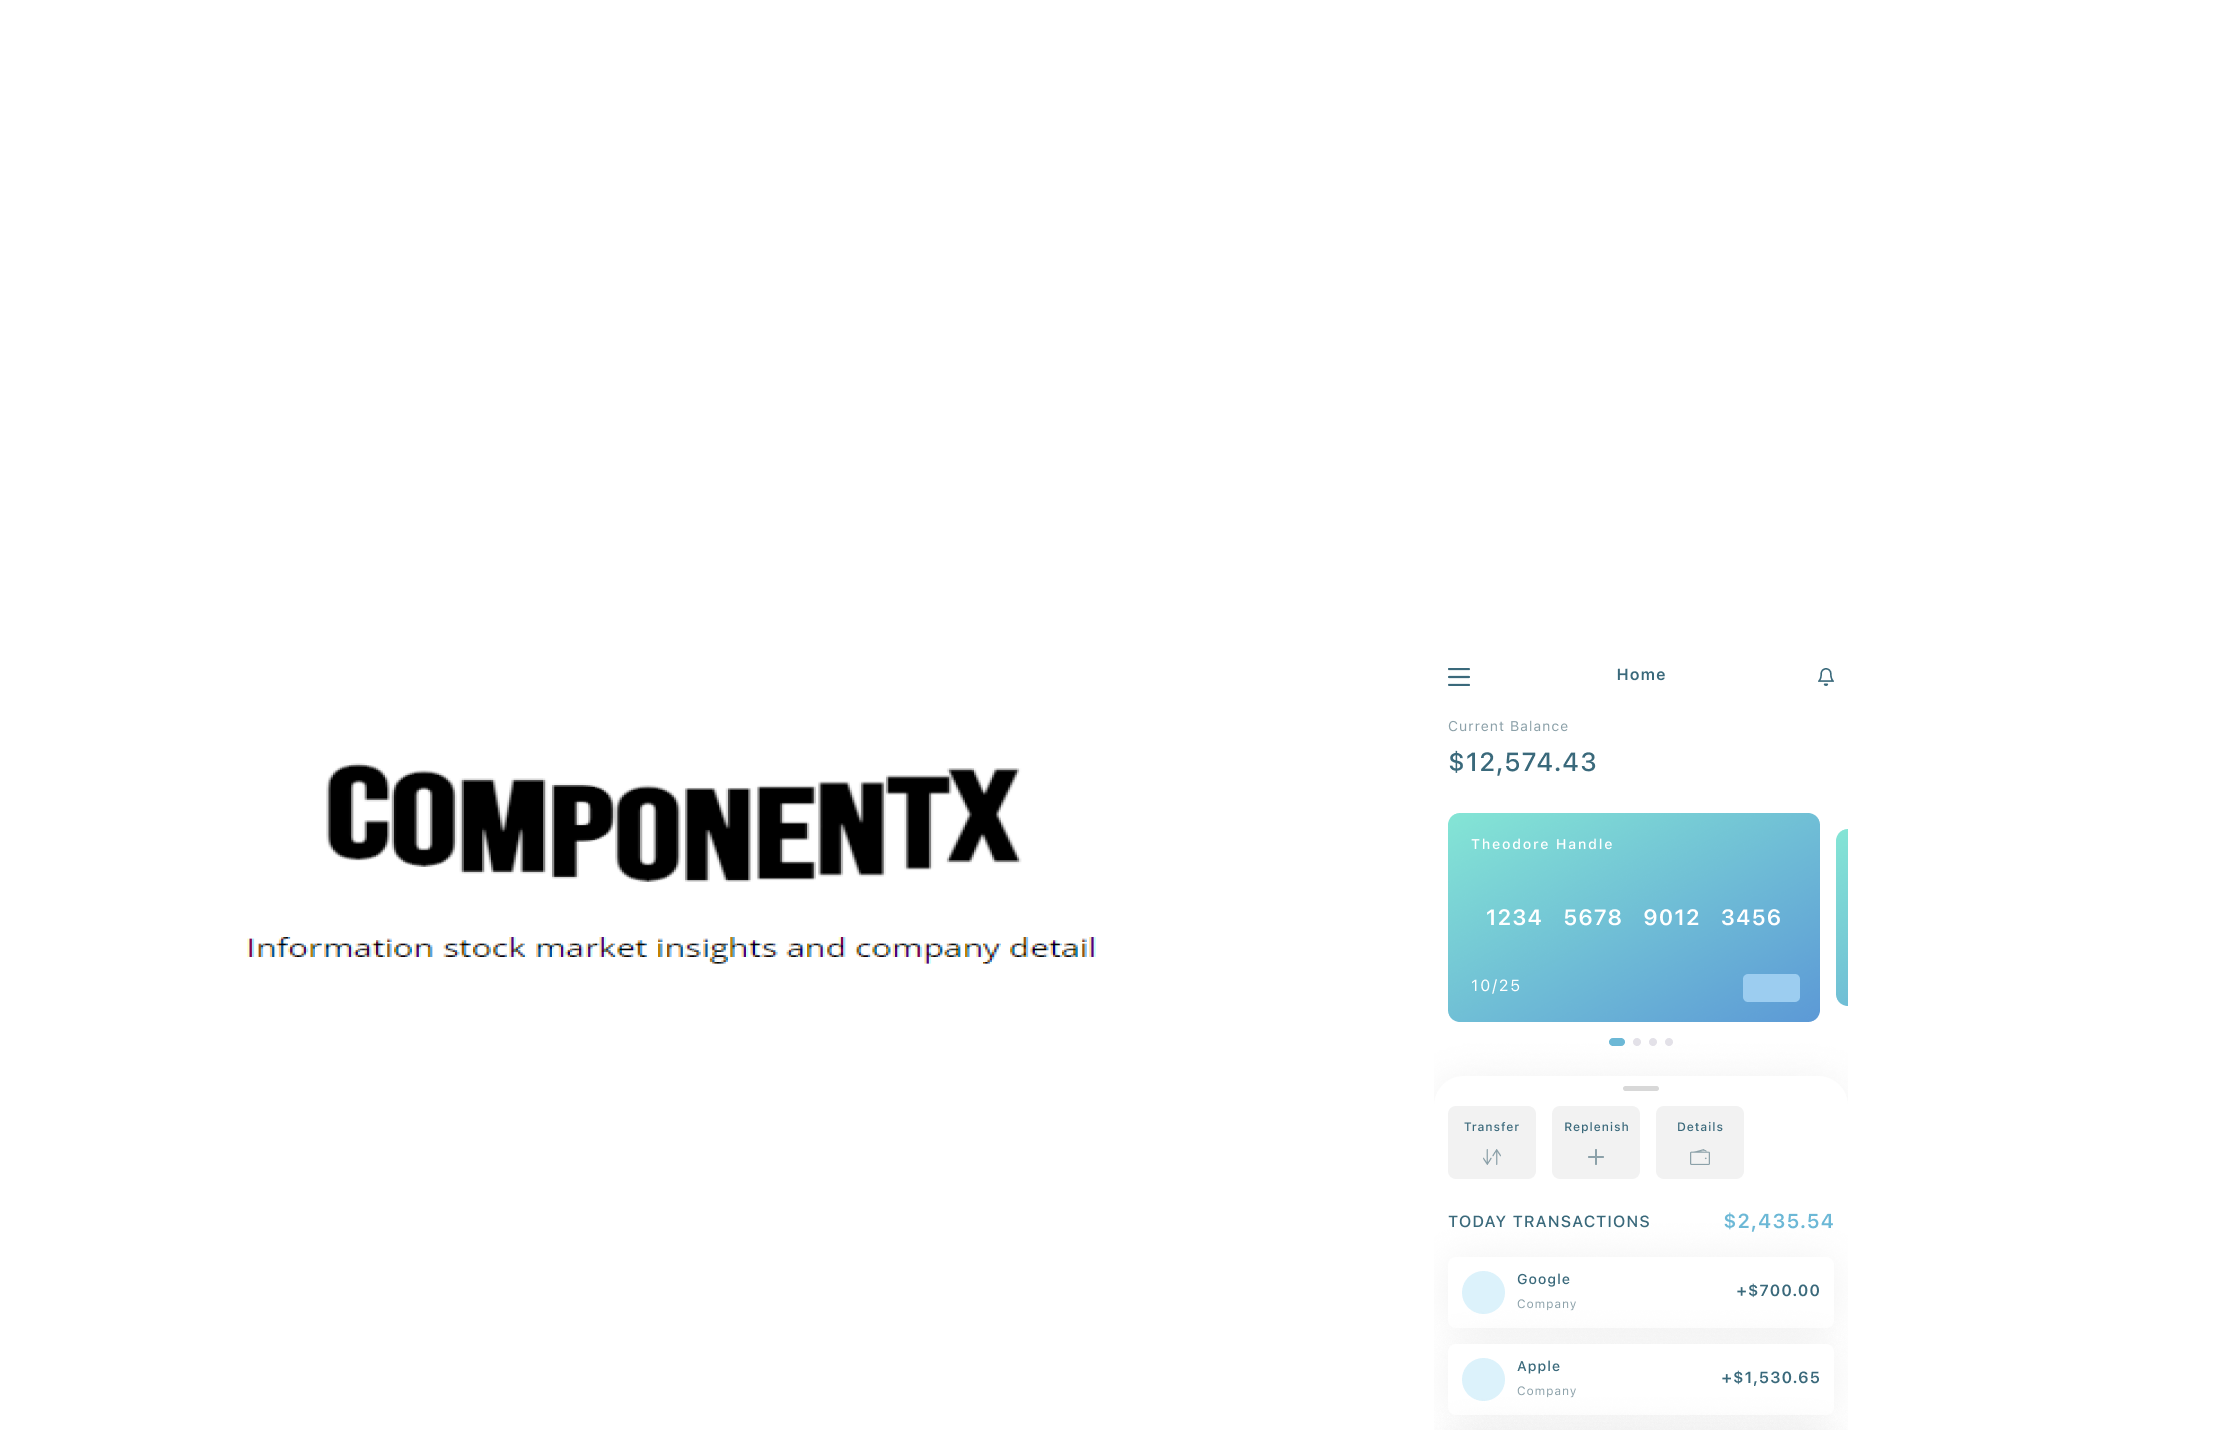 COMPONENTX
Information stock market insights and company detail
Home
Current Balance
$12,574.43
Theodore Handle
1234 5678 9012 3456
10/25
Transfer
Replenish
Details
TODAY TRANSACTIONS
$2,435.54
Google
Company
+$700.00
Apple
Company
+$1,530.65